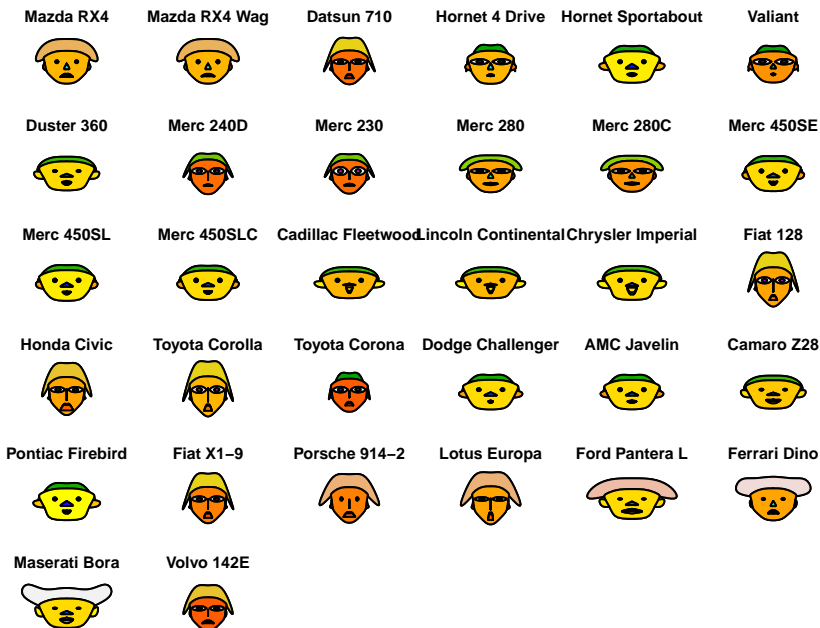 Mazda RX4 Mazda RX4 Wag Datsun 710 Hornet 4 Drive Hornet Sportabout Valiant
Duster 360 Merc 240D Merc 230 Merc 280 Merc 280C Merc 450SE
Merc 450SL Merc 450SLC Cadillac Fleetwood Lincoln Continental Chrysler Imperial Fiat 128
Honda Civic Toyota Corolla Toyota Corona Dodge Challenger AMC Javelin Camaro Z28
Pontiac Firebird Fiat X1−9 Porsche 914−2 Lotus Europa Ford Pantera L Ferrari Dino
Maserati Bora Volvo 142E